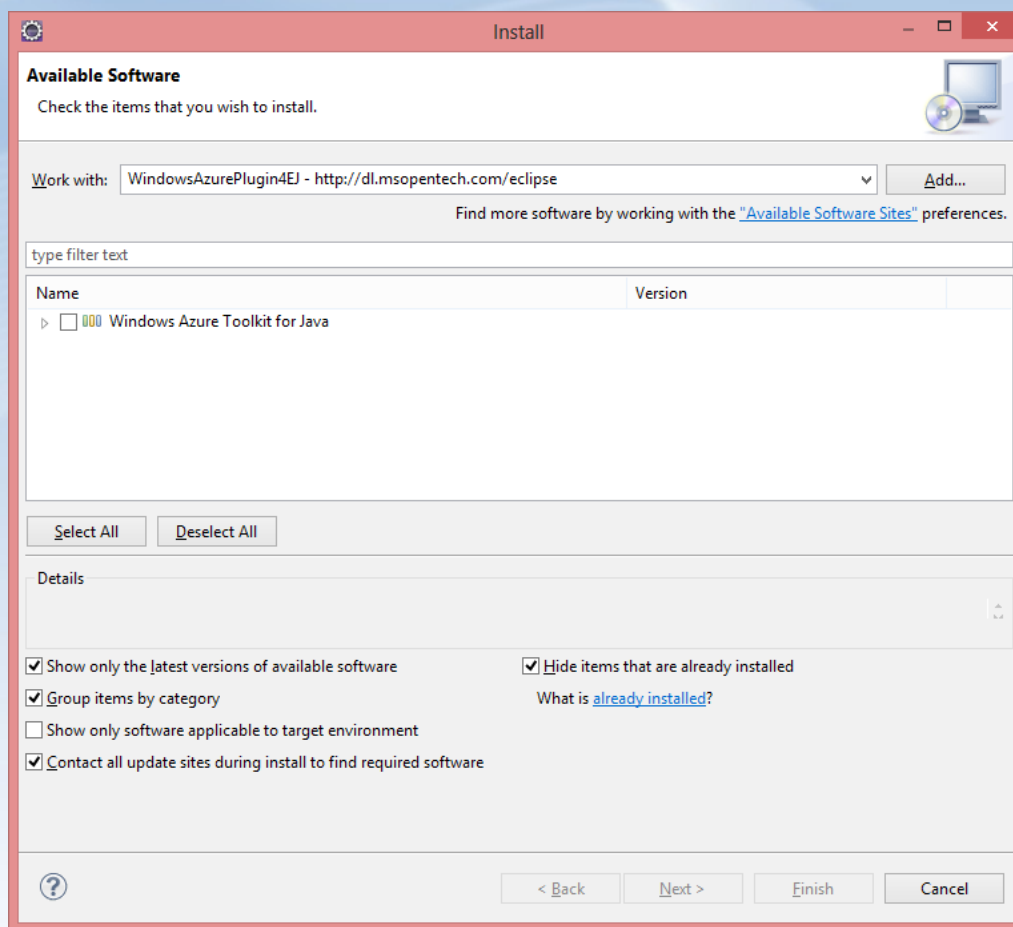 Install
Available Software
Check the items that you wish to install.
Work with: WindowsAzurePlugin4EJ - http://dl.msopentech.com/eclipse Add...
Find more software by working with the "Available Software Sites" preferences.
type filter text
Name Version
Windows Azure Toolkit for Java
Select All Deselect All
Details
Show only the latest versions of available software Hide items that are already installed
Group items by category What is already installed?
Show only software applicable to target environment
Contact all update sites during install to find required software
? < Back Next > Finish Cancel